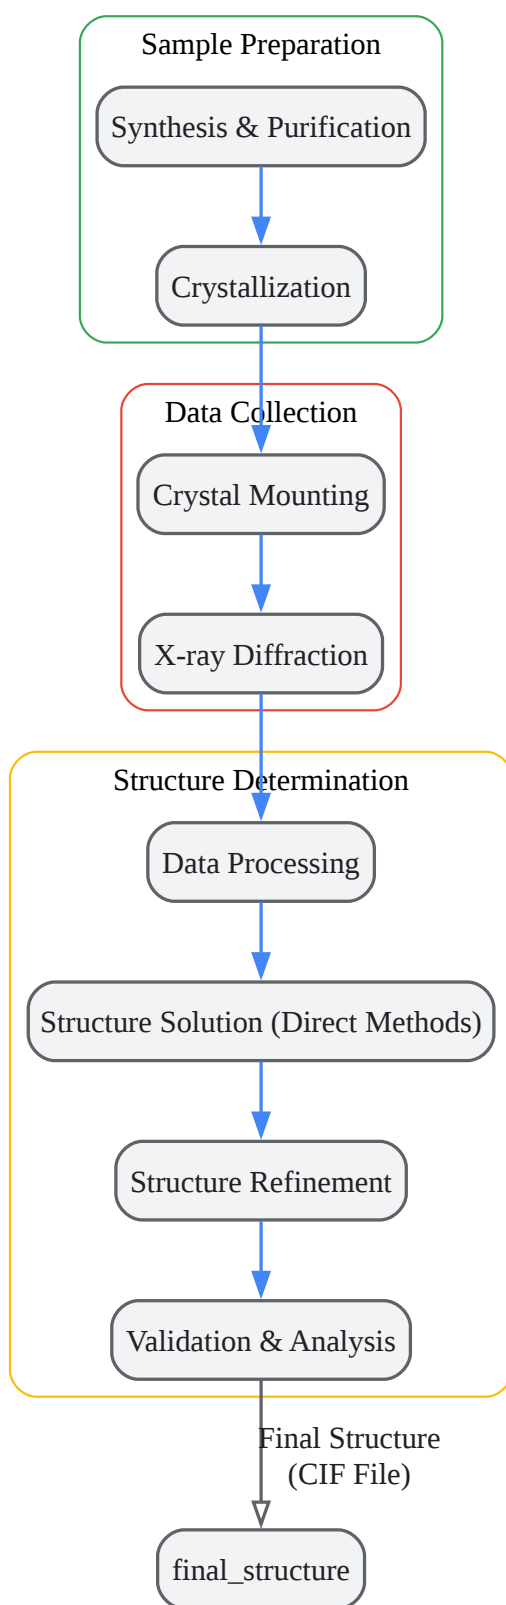 Sample Preparation
Synthesis & Purification
Crystallization
Data Collection
Crystal Mounting
X-ray Diffraction
Structure Determination
Data Processing
Structure Solution (Direct Methods)
Structure Refinement
Validation & Analysis
Final Structure
(CIF File)
final_structure